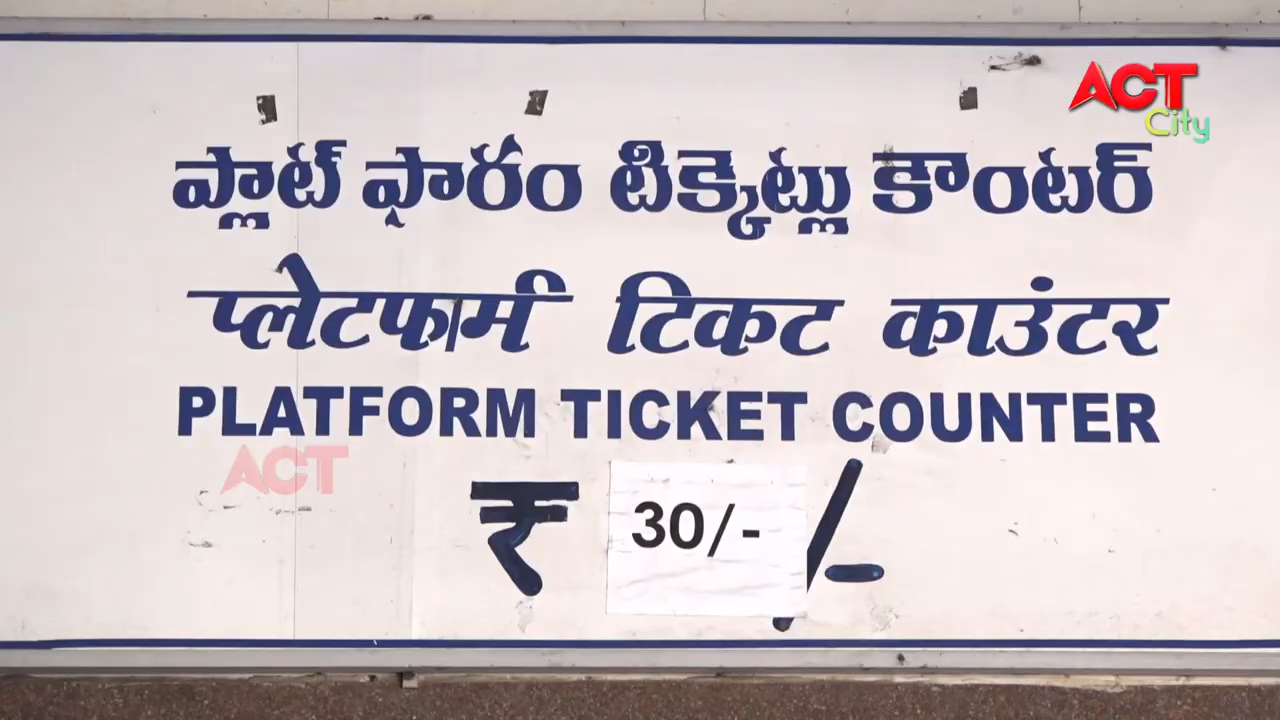 ACT
City
ప్లాట్ ఫారం టిక్కెట్లు కౌంటర్
प्लेटफार्म टिकट काउंटर
PLATFORM TICKET COUNTER
ACT
₹ 30/- /-